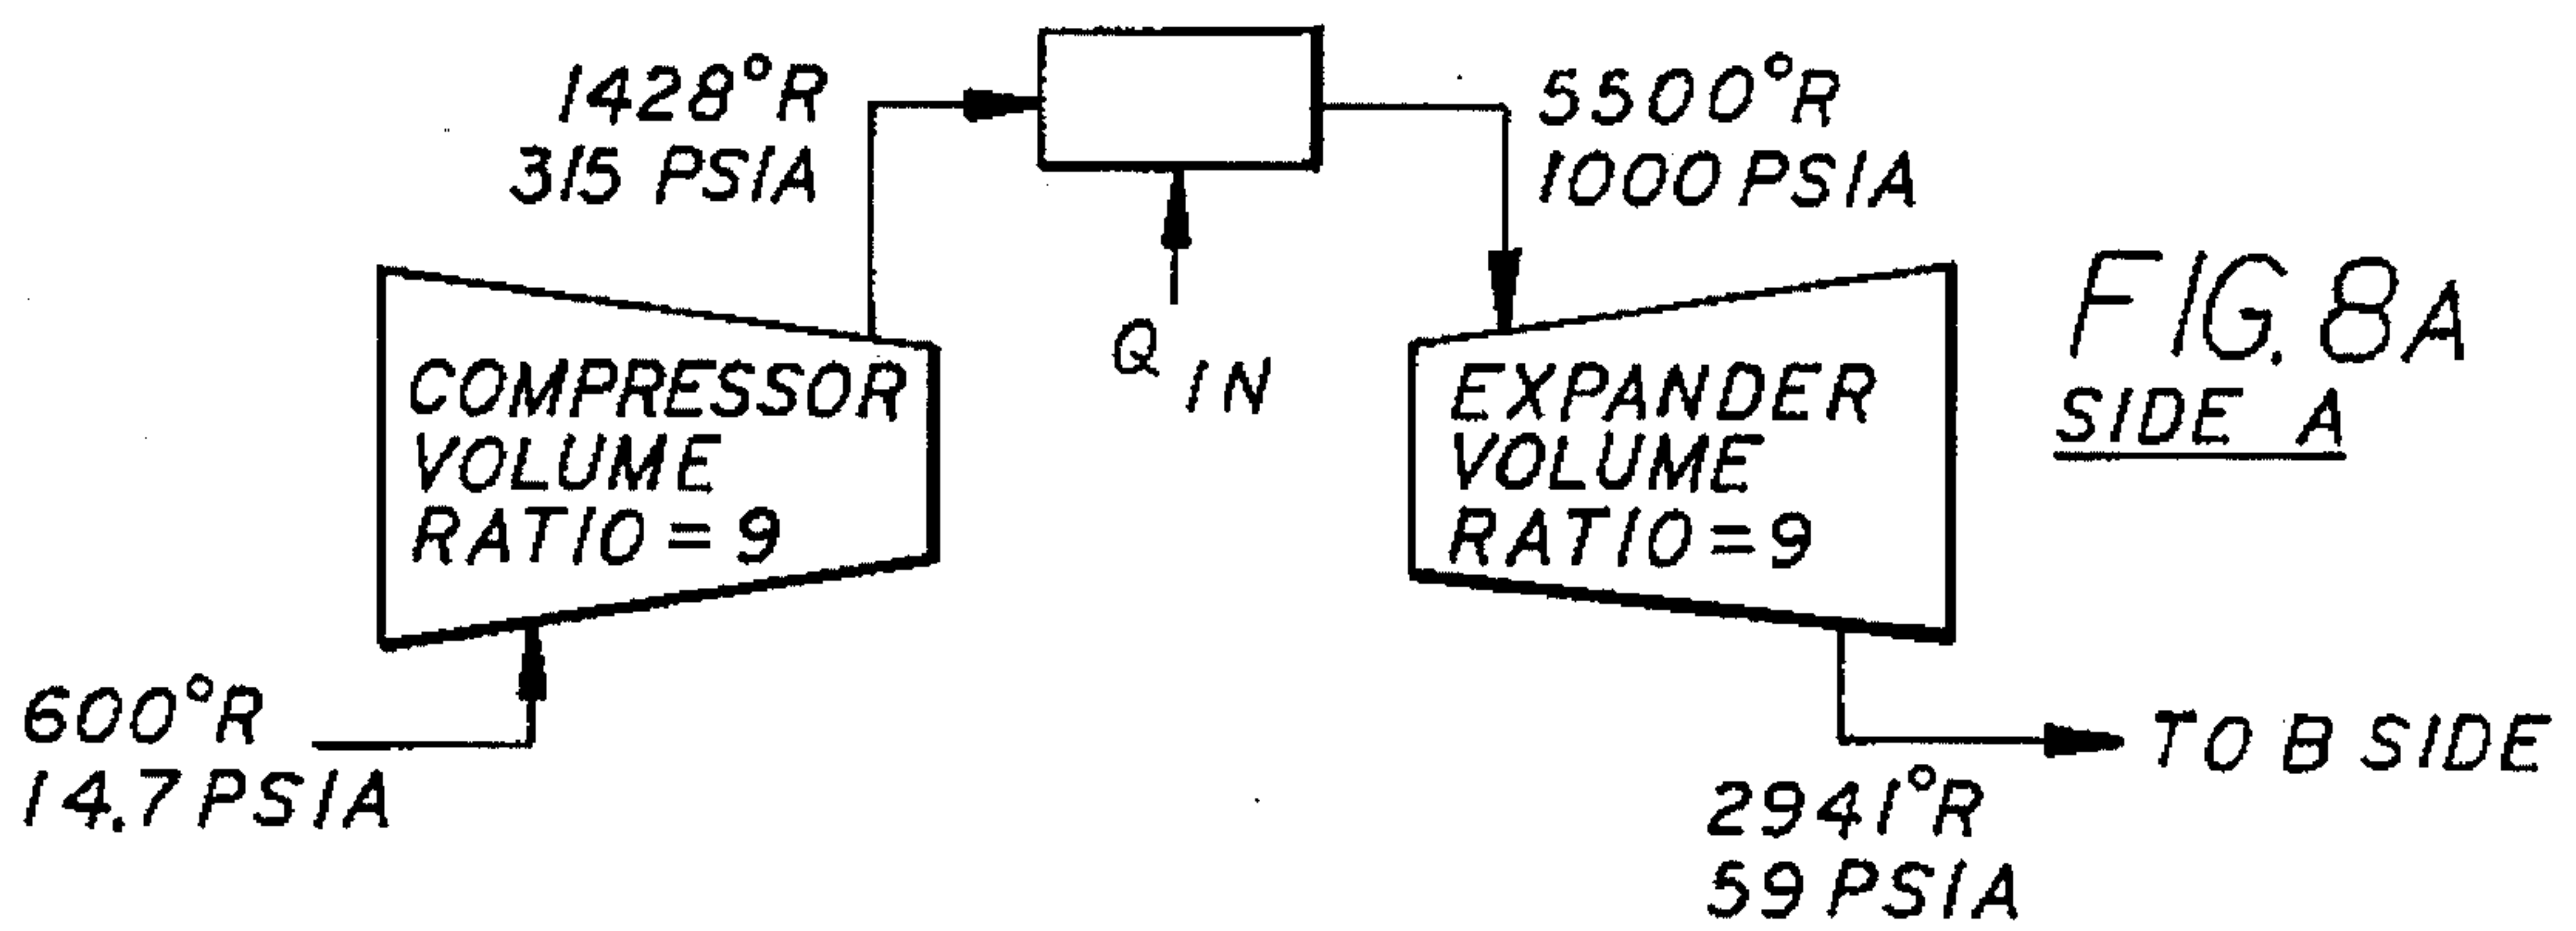 1428°R
315 PSIA
5500°R
1000 PSIA
Q IN
COMPRESSOR
VOLUME
RATIO = 9
EXPANDER
VOLUME
RATIO = 9
FIG. 8A
SIDE A
600°R
14.7 PSIA
TO B SIDE
2941°R
59 PSIA